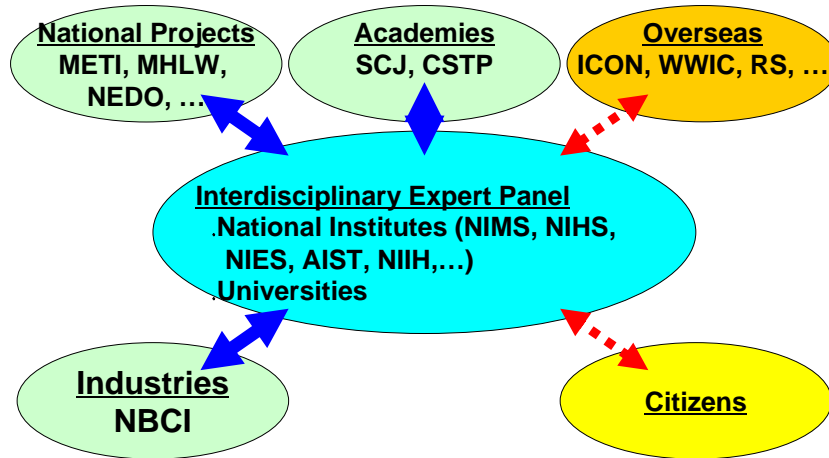 National Projects
METI, MHLW,
NEDO, …
Academies
SCJ, CSTP
Overseas
ICON, WWIC, RS, …
Interdisciplinary Expert Panel
.National Institutes (NIMS, NIHS,
NIES, AIST, NIIH,…)
.Universities
Industries
NBCI
Citizens